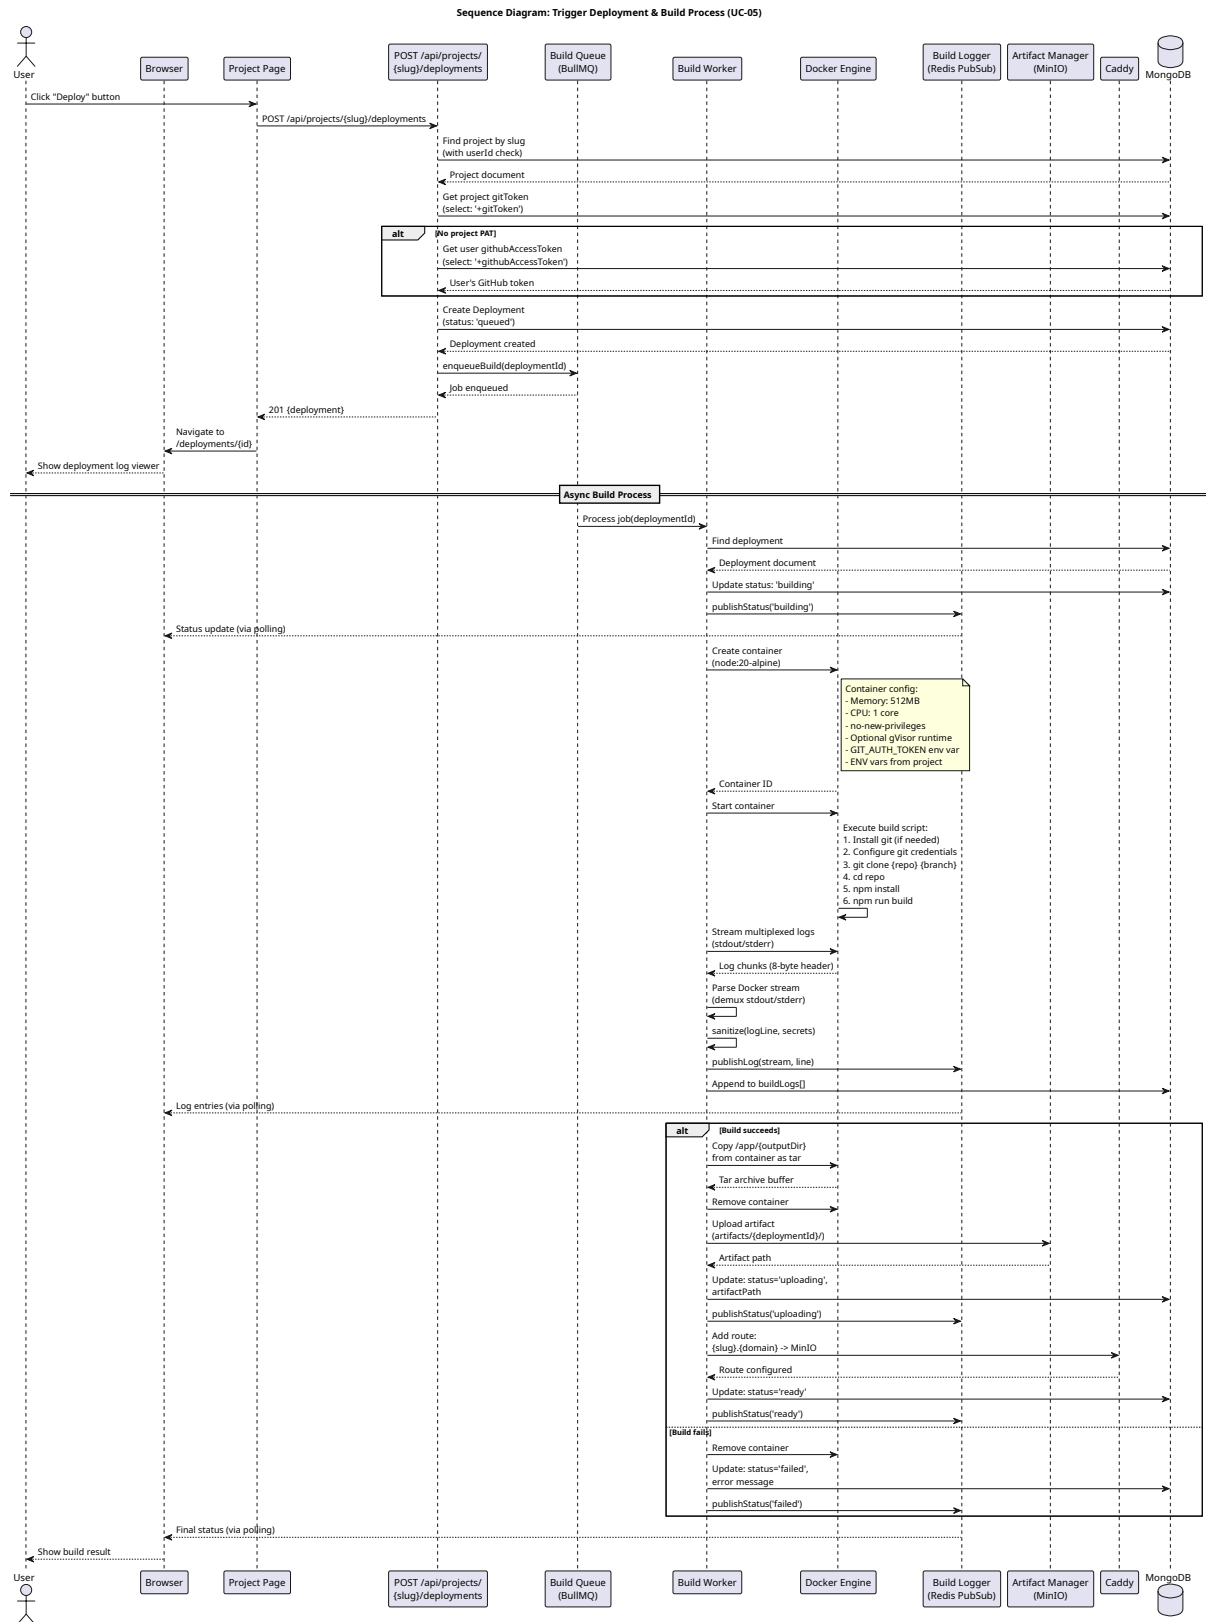 Sequence Diagram: Trigger Deployment & Build Process (UC-05)
User
Browser
Project Page
POST /api/projects/
{slug}/deployments
Build Queue
(BullMQ)
Build Worker
Docker Engine
Build Logger
(Redis PubSub)
Artifact Manager
(MinIO)
Caddy
MongoDB
Click "Deploy" button
POST /api/projects/{slug}/deployments
Find project by slug
(with userId check)
Project document
Get project gitToken
(select: '+gitToken')
alt
[No project PAT]
Get user githubAccessToken
(select: '+githubAccessToken')
User's GitHub token
Create Deployment
(status: 'queued')
Deployment created
enqueueBuild(deploymentId)
Job enqueued
201 {deployment}
Navigate to
/deployments/{id}
Show deployment log viewer
Async Build Process
Process job(deploymentId)
Find deployment
Deployment document
Update status: 'building'
publishStatus('building')
Status update (via polling)
Create container
(node:20-alpine)
Container config:
- Memory: 512MB
- CPU: 1 core
- no-new-privileges
- Optional gVisor runtime
- GIT_AUTH_TOKEN env var
- ENV vars from project
Container ID
Start container
Execute build script:
1. Install git (if needed)
2. Configure git credentials
3. git clone {repo} {branch}
4. cd repo
5. npm install
6. npm run build
Stream multiplexed logs
(stdout/stderr)
Log chunks (8-byte header)
Parse Docker stream
(demux stdout/stderr)
sanitize(logLine, secrets)
publishLog(stream, line)
Append to buildLogs[]
Log entries (via polling)
alt
[Build succeeds]
Copy /app/{outputDir}
from container as tar
Tar archive buffer
Remove container
Upload artifact
(artifacts/{deploymentId}/)
Artifact path
Update: status='uploading',
artifactPath
publishStatus('uploading')
Add route:
{slug}.{domain} -> MinIO
Route configured
Update: status='ready'
publishStatus('ready')
[Build fails]
Remove container
Update: status='failed',
error message
publishStatus('failed')
Final status (via polling)
Show build result
User
Browser
Project Page
POST /api/projects/
{slug}/deployments
Build Queue
(BullMQ)
Build Worker
Docker Engine
Build Logger
(Redis PubSub)
Artifact Manager
(MinIO)
Caddy
MongoDB